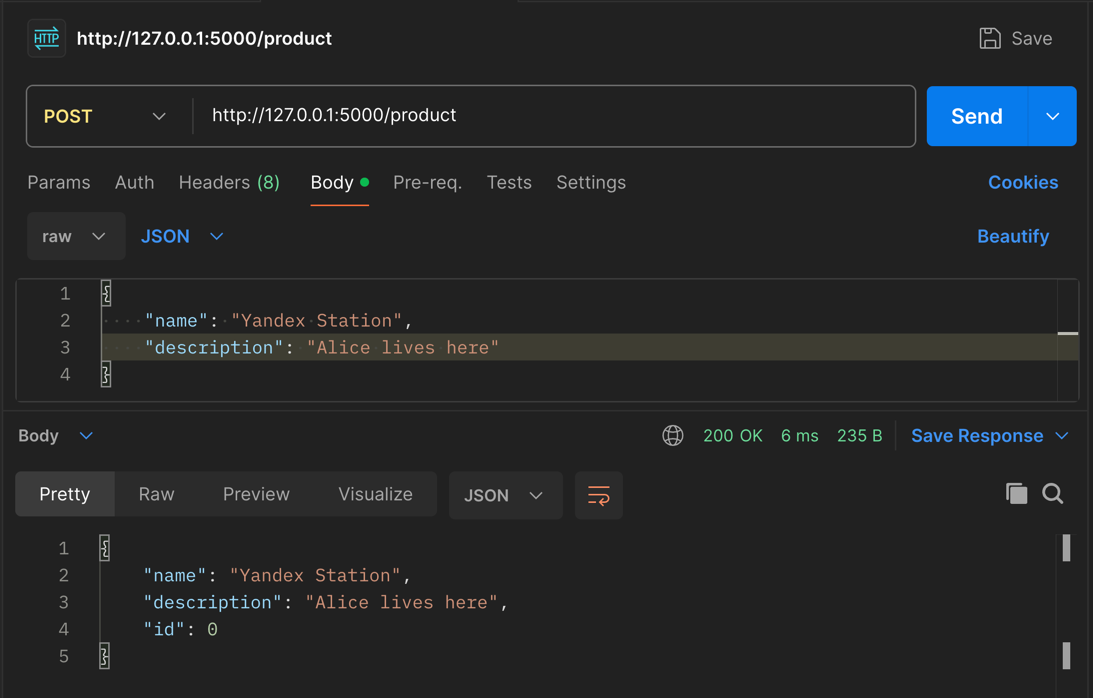 HTTP http://127.0.0.1:5000/product Save
POST http://127.0.0.1:5000/product Send
Params Auth Headers (8) Body Pre-req. Tests Settings Cookies
raw JSON Beautify
1 {
2 "name": "Yandex Station",
3 "description": "Alice lives here"
4 }
Body 200 OK 6 ms 235 B Save Response
Pretty Raw Preview Visualize JSON
1 {
2 "name": "Yandex Station",
3 "description": "Alice lives here",
4 "id": 0
5 }